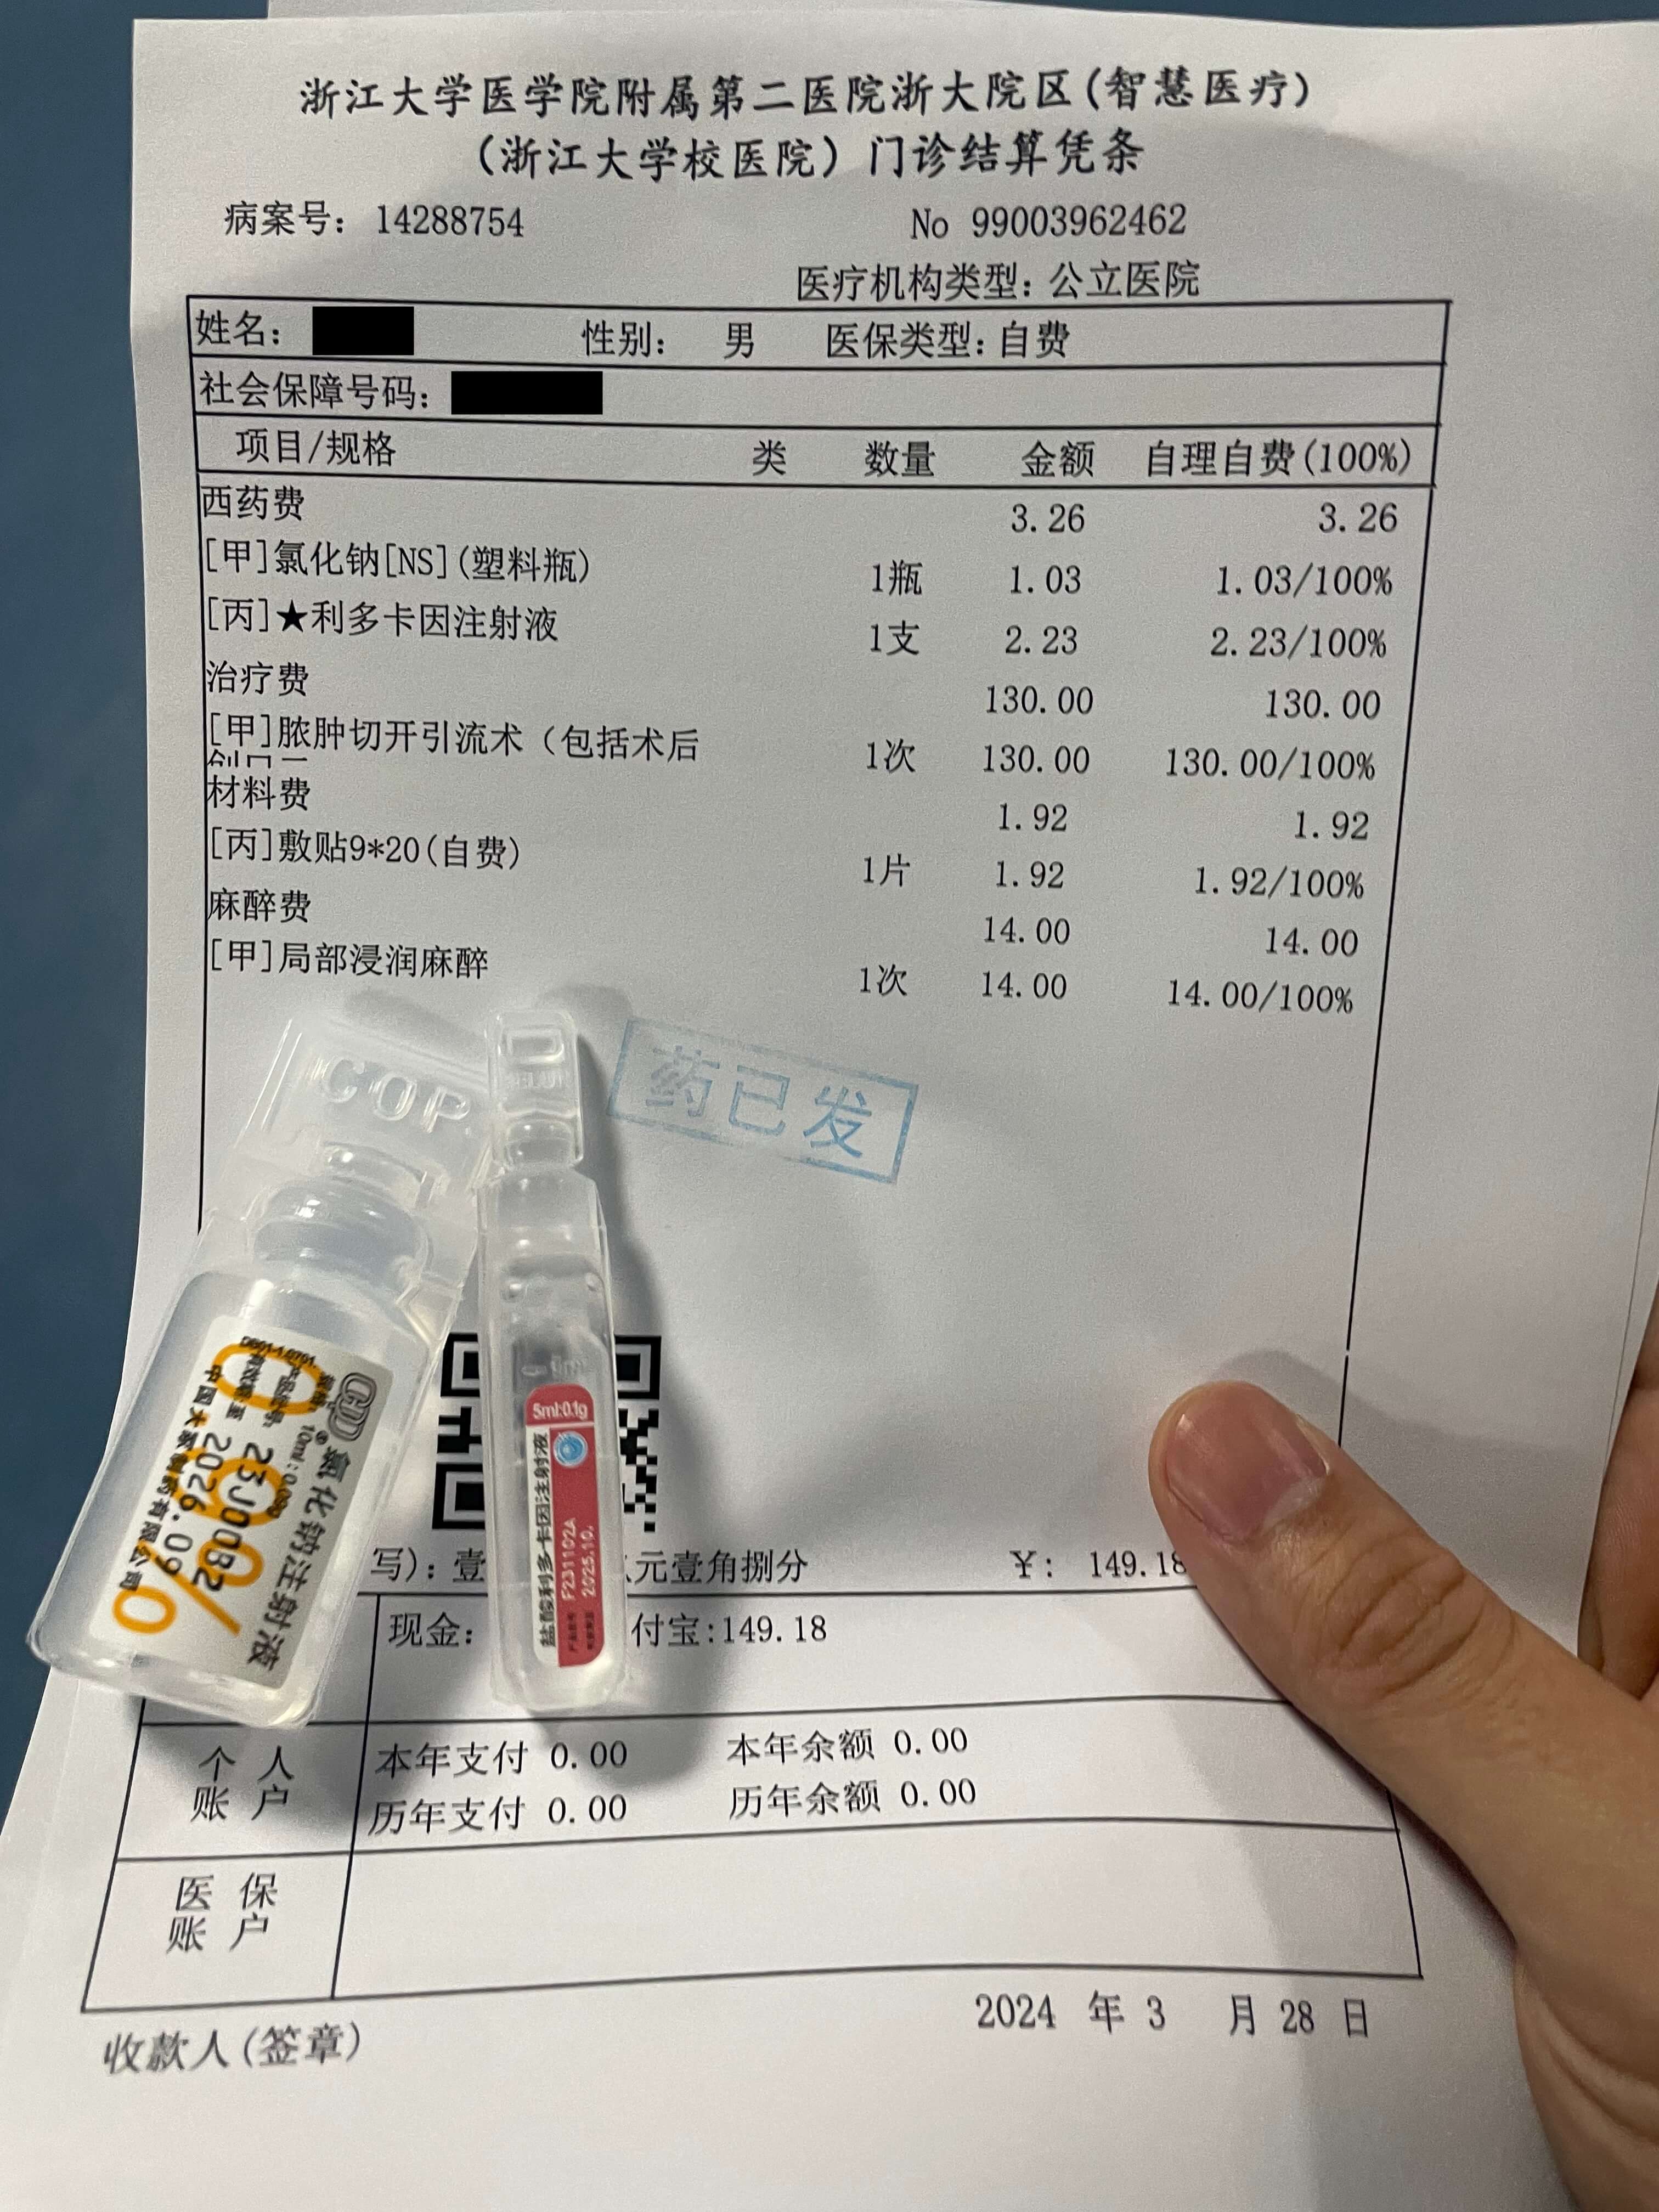 浙江大学医学院附属第二医院浙大院区(智慧医疗)
(浙江大学校医院) 门诊结算凭条
病案号: 14288754 No 99003962462
医疗机构类型: 公立医院
姓名: 性别: 男 医保类型: 自费
社会保障号码:
项目/规格 类 数量 金额 自理自费(100%)
西药费 3.26 3.26
[甲]氯化钠[NS](塑料瓶) 1瓶 1.03 1.03/100%
[丙]★利多卡因注射液 1支 2.23 2.23/100%
治疗费 130.00 130.00
[甲]脓肿切开引流术（包括术后 1次 130.00 130.00/100%
材料费 1.92 1.92
[丙]敷贴9*20(自费) 1片 1.92 1.92/100%
麻醉费 14.00 14.00
[甲]局部浸润麻醉 1次 14.00 14.00/100%
药已发
COP
氯化钠注射液
10ml:0.09g
23J00B2
2026.09
中国大冢制药有限公司
0.9%
5ml:0.1g
盐酸利多卡因注射液
F231102A
2025.10.
写): 壹 元壹角捌分 ￥: 149.18
现金: 付宝:149.18
个人账户 本年支付 0.00 本年余额 0.00
历年支付 0.00 历年余额 0.00
医保账户
2024 年 3 月 28 日
收款人(签章)